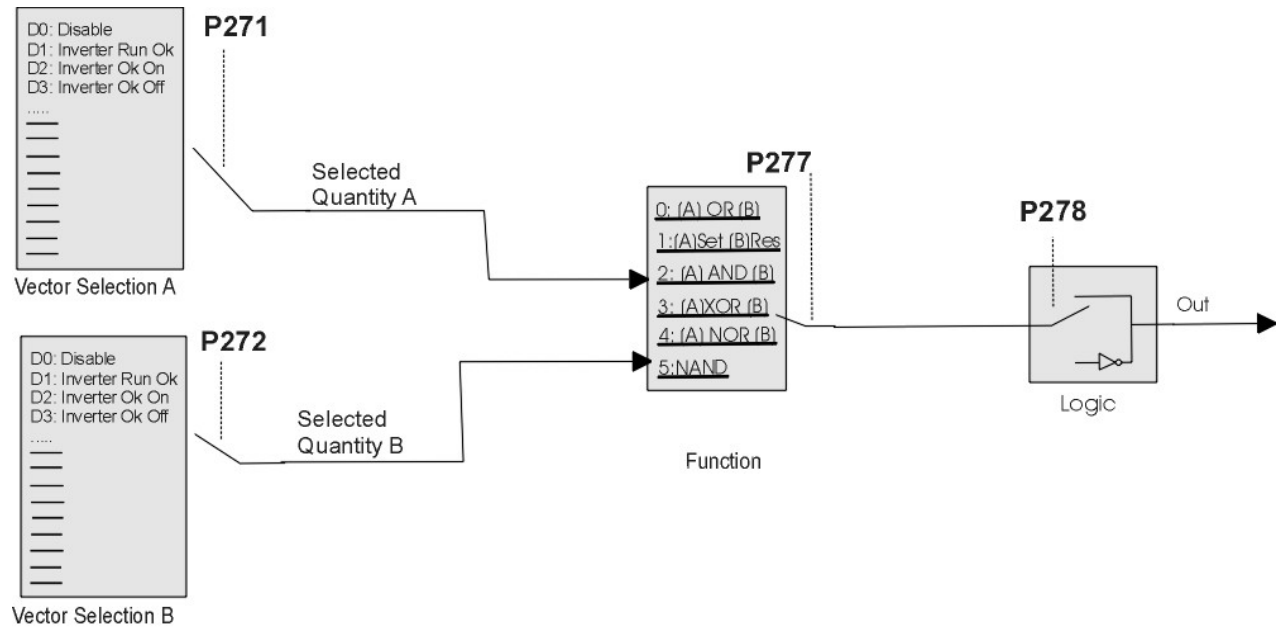 D0: Disable
D1: Inverter Run Ok
D2: Inverter Ok On
D3: Inverter Ok Off
.....
Vector Selection A
P271
Selected
Quantity A
D0: Disable
D1: Inverter Run Ok
D2: Inverter Ok On
D3: Inverter Ok Off
.....
Vector Selection B
P272
Selected
Quantity B
0: (A) OR (B)
1:(A)Set (B)Res
2: (A) AND (B)
3: (A)XOR (B)
4: (A) NOR (B)
5:NAND
Function
P277
P278
Logic
Out